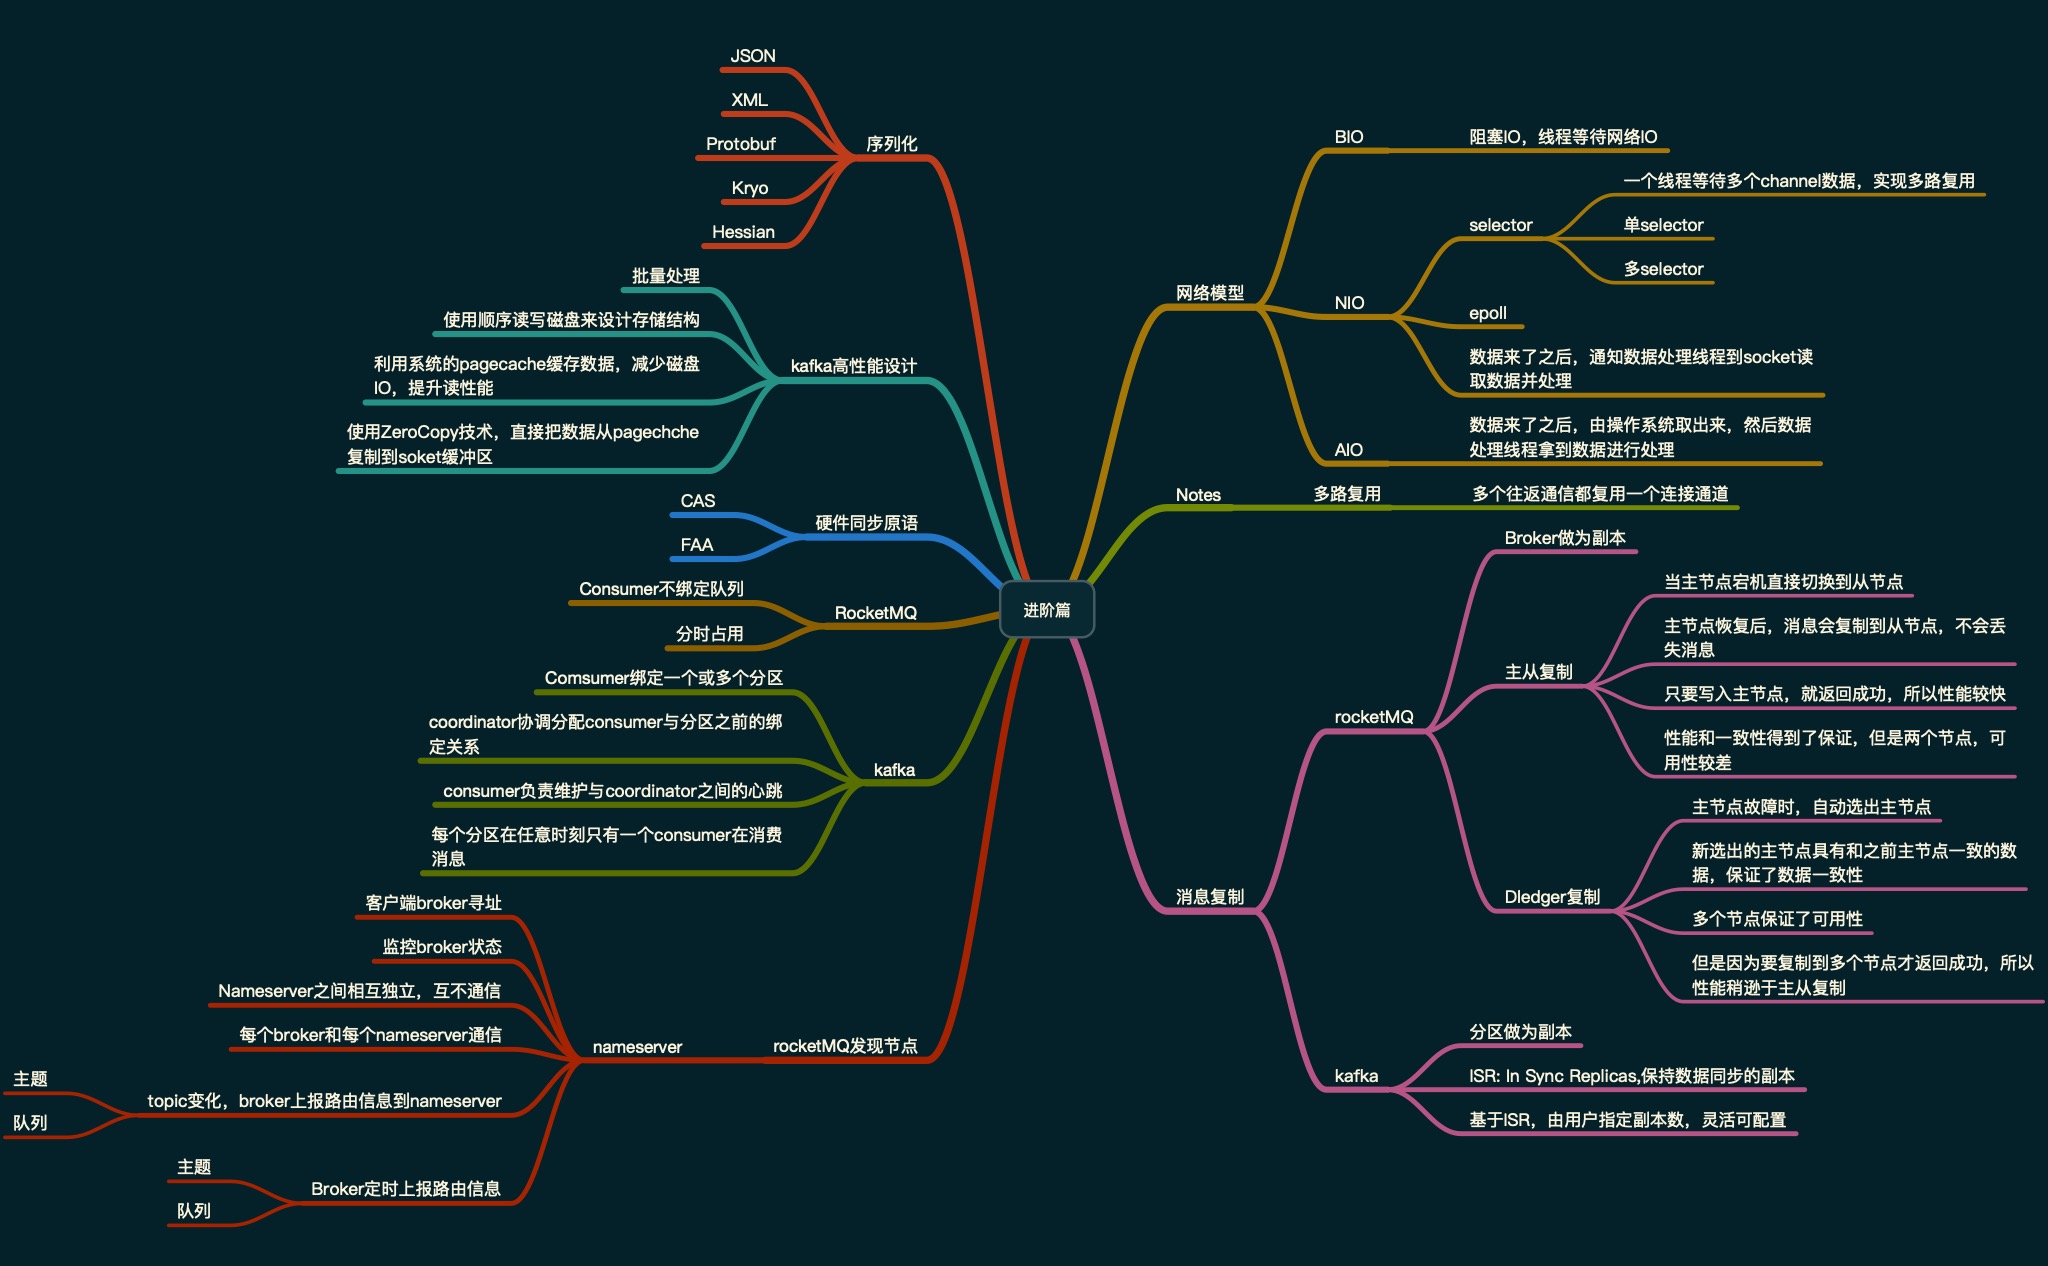 进阶篇
序列化
JSON
XML
Protobuf
Kryo
Hessian
kafka高性能设计
批量处理
使用顺序读写磁盘来设计存储结构
利用系统的pagecache缓存数据，减少磁盘
IO，提升读性能
使用ZeroCopy技术，直接把数据从pagechche
复制到soket缓冲区
硬件同步原语
CAS
FAA
RocketMQ
Consumer不绑定队列
分时占用
kafka
Comsumer绑定一个或多个分区
coordinator协调分配consumer与分区之前的绑
定关系
consumer负责维护与coordinator之间的心跳
每个分区在任意时刻只有一个consumer在消费
消息
rocketMQ发现节点
nameserver
客户端broker寻址
监控broker状态
Nameserver之间相互独立，互不通信
每个broker和每个nameserver通信
topic变化，broker上报路由信息到nameserver
主题
队列
Broker定时上报路由信息
主题
队列
网络模型
BIO
阻塞IO，线程等待网络IO
NIO
selector
一个线程等待多个channel数据，实现多路复用
单selector
多selector
epoll
数据来了之后，通知数据处理线程到socket读
取数据并处理
AIO
数据来了之后，由操作系统取出来，然后数据
处理线程拿到数据进行处理
Notes
多路复用
多个往返通信都复用一个连接通道
消息复制
rocketMQ
Broker做为副本
主从复制
当主节点宕机直接切换到从节点
主节点恢复后，消息会复制到从节点，不会丢
失消息
只要写入主节点，就返回成功，所以性能较快
性能和一致性得到了保证，但是两个节点，可
用性较差
Dledger复制
主节点故障时，自动选出主节点
新选出的主节点具有和之前主节点一致的数
据，保证了数据一致性
多个节点保证了可用性
但是因为要复制到多个节点才返回成功，所以
性能稍逊于主从复制
kafka
分区做为副本
ISR: In Sync Replicas,保持数据同步的副本
基于ISR，由用户指定副本数，灵活可配置